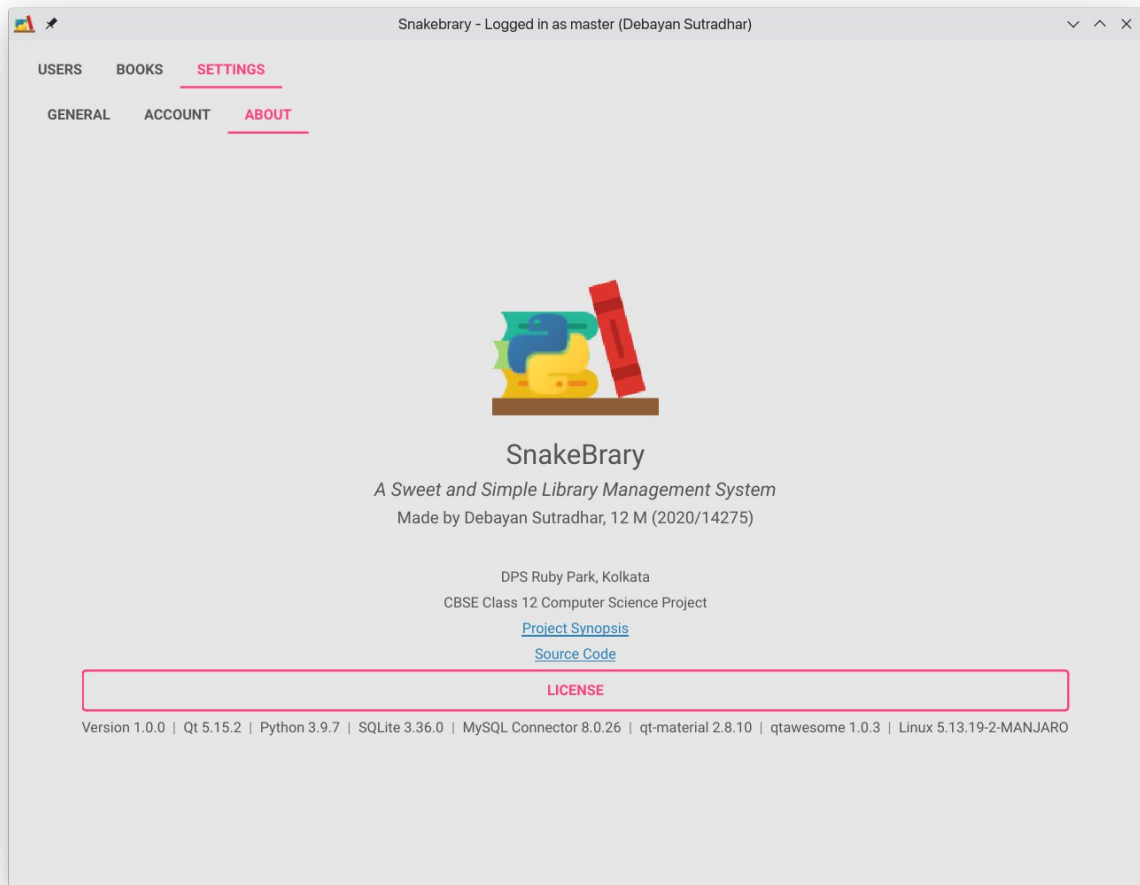 Snakebrary - Logged in as master (Debayan Sutradhar)
USERS BOOKS SETTINGS
GENERAL ACCOUNT ABOUT
SnakeBrary
A Sweet and Simple Library Management System
Made by Debayan Sutradhar, 12 M (2020/14275)
DPS Ruby Park, Kolkata
CBSE Class 12 Computer Science Project
Project Synopsis
Source Code
LICENSE
Version 1.0.0 | Qt 5.15.2 | Python 3.9.7 | SQLite 3.36.0 | MySQL Connector 8.0.26 | qt-material 2.8.10 | qtawesome 1.0.3 | Linux 5.13.19-2-MANJARO